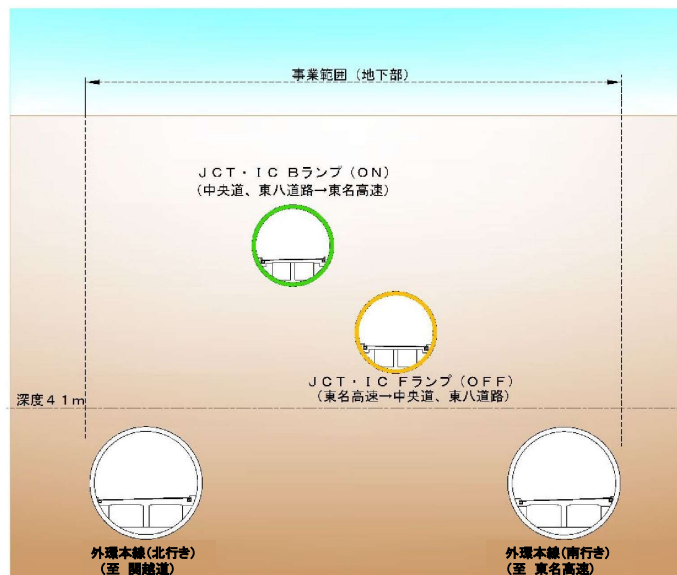 事業範囲（地下部）
ＪＣＴ・ＩＣ Ｂランプ（ＯＮ）
（中央道、東八道路→東名高速）
ＪＣＴ・ＩＣ Ｆランプ（ＯＦＦ）
（東名高速→中央道、東八道路）
深度４１ｍ
外環本線(北行き)
(至 関越道)
外環本線(南行き)
(至 東名高速)